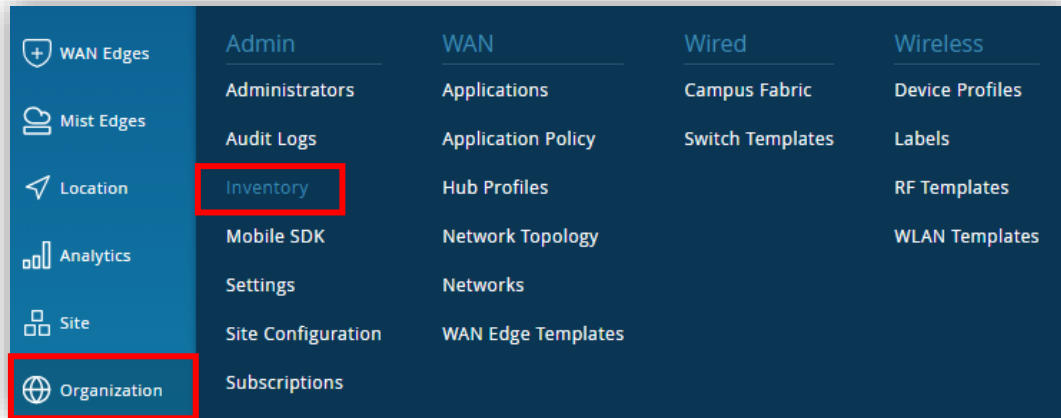 WAN Edges
Mist Edges
Location
Analytics
Site
Organization
Admin
Administrators
Audit Logs
Inventory
Mobile SDK
Settings
Site Configuration
Subscriptions
WAN
Applications
Application Policy
Hub Profiles
Network Topology
Networks
WAN Edge Templates
Wired
Campus Fabric
Switch Templates
Wireless
Device Profiles
Labels
RF Templates
WLAN Templates